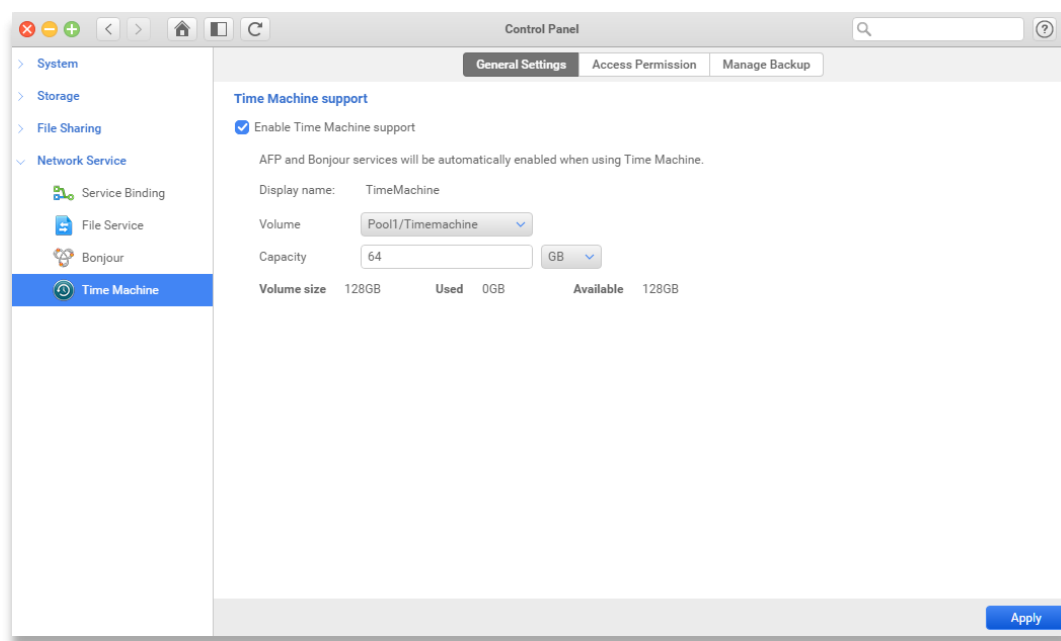 Control Panel
?
System
Storage
File Sharing
Network Service
Service Binding
File Service
Bonjour
Time Machine
General Settings Access Permission Manage Backup
Time Machine support
Enable Time Machine support
AFP and Bonjour services will be automatically enabled when using Time Machine.
Display name: TimeMachine
Volume Pool1/Timemachine
Capacity 64 GB
Volume size 128GB Used 0GB Available 128GB
Apply